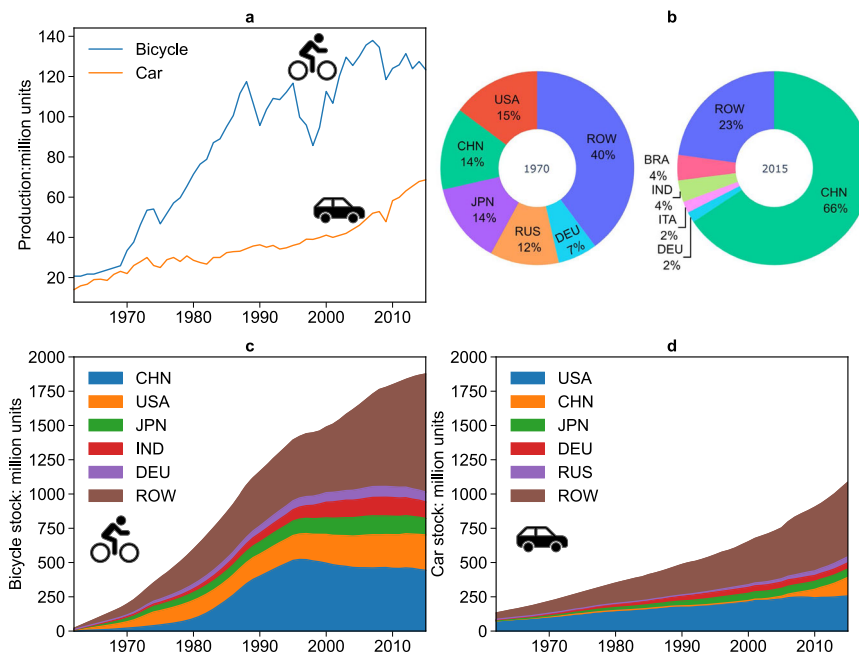 a
Production:million units
140
120
100
80
60
40
20
Bicycle
Car
1970
1980
1990
2000
2010
b
USA
15%
CHN
14%
JPN
14%
RUS
12%
DEU
7%
ROW
40%
1970
ROW
23%
BRA
4%
IND
4%
ITA
2%
DEU
2%
CHN
66%
2015
c
Bicycle stock: million units
2000
1750
1500
1250
1000
750
500
250
0
CHN
USA
JPN
IND
DEU
ROW
1970
1980
1990
2000
2010
d
Car stock: million units
2000
1750
1500
1250
1000
750
500
250
0
USA
CHN
JPN
DEU
RUS
ROW
1970
1980
1990
2000
2010